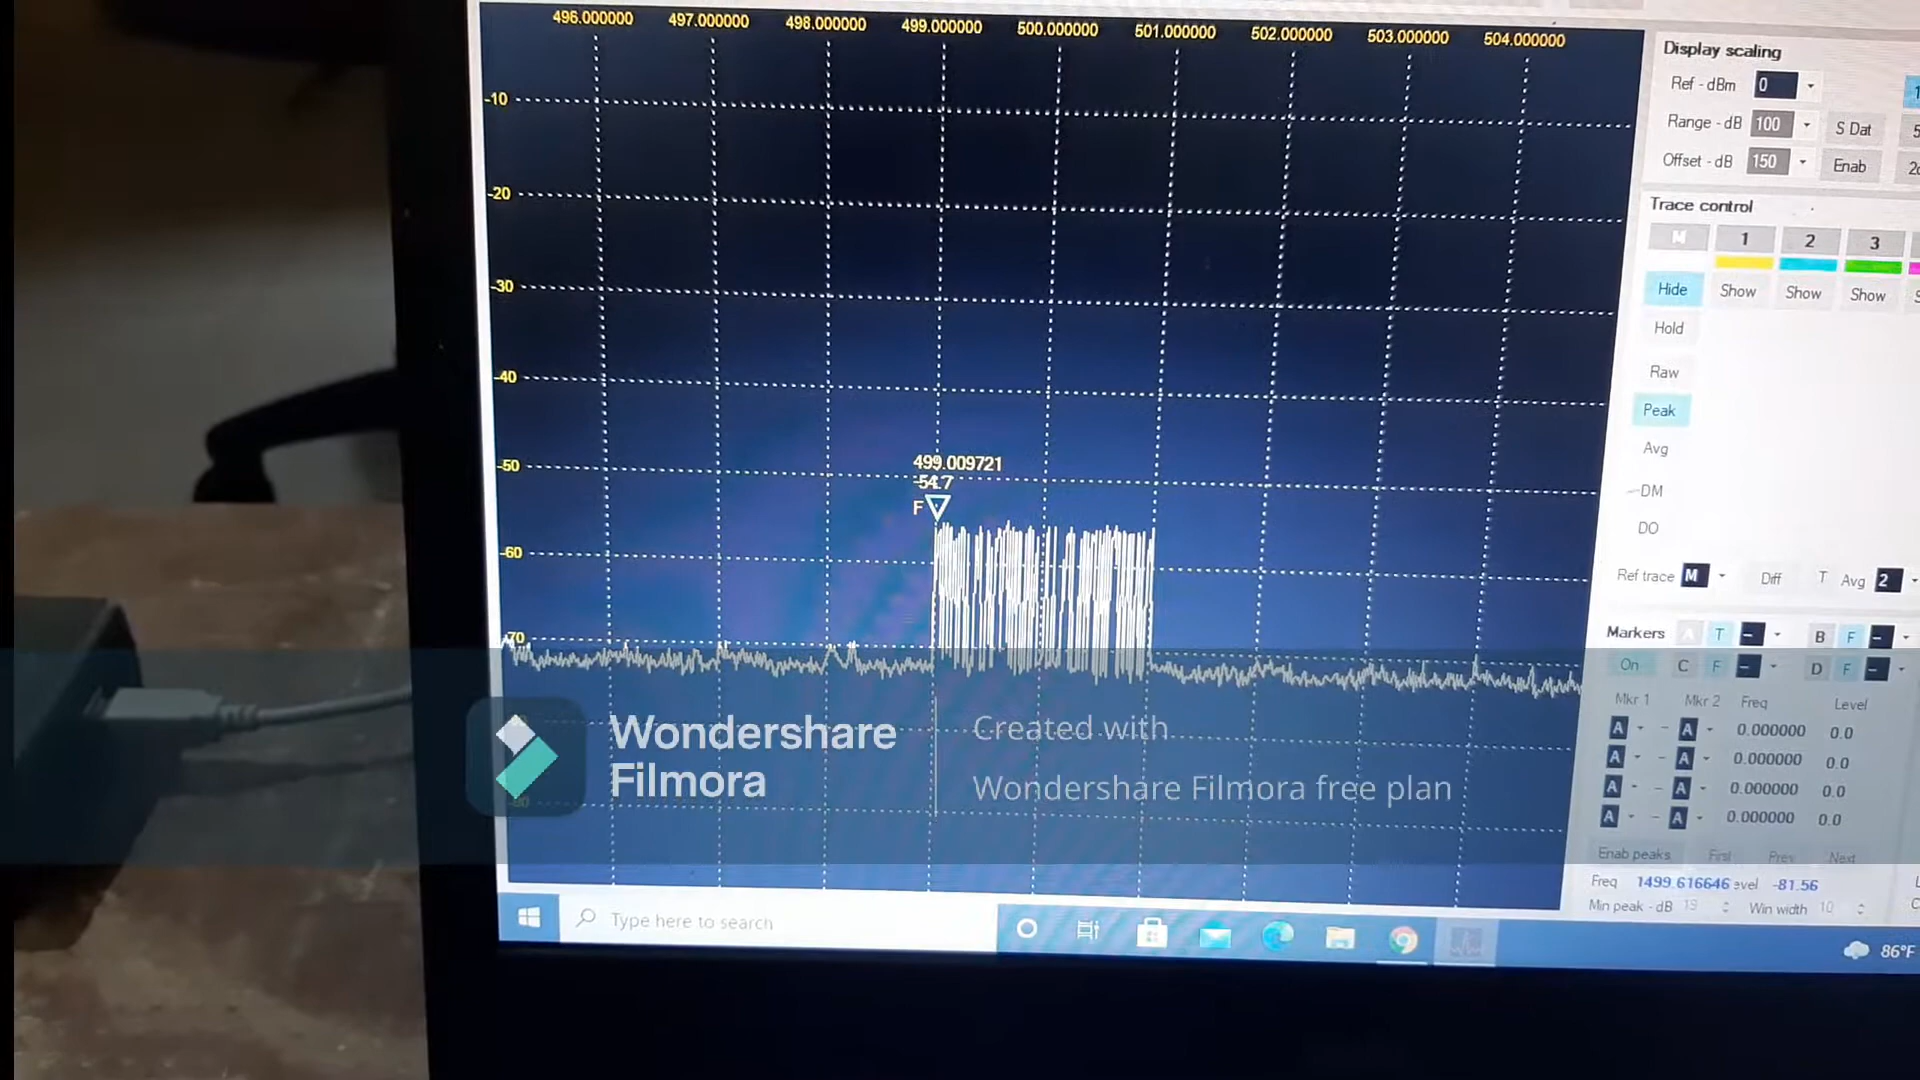 496.000000 497.000000 498.000000 499.000000 500.000000 501.000000 502.000000 503.000000 504.000000
-10
-20
-30
-40
-50
-60
-70
499.009721
-54.7
F
Display scaling
Ref - dBm 0
Range - dB 100 S Dat
Offset - dB 150 Enab
Trace control
M 1 2 3
Hide Show Show Show
Hold
Raw
Peak
Avg
DM
DO
Ref trace M Diff T Avg 2
Markers A T - B F -
On C F - D F -
Mkr 1 Mkr 2 Freq Level
A - A 0.000000 0.0
A - A 0.000000 0.0
A - A 0.000000 0.0
A - A 0.000000 0.0
Enab peaks First Prev Next
Freq 1499.616646 evel -81.56
Min peak - dB 19 Win width 10
Wondershare
Filmora
Created with
Wondershare Filmora free plan
Type here to search
86°F